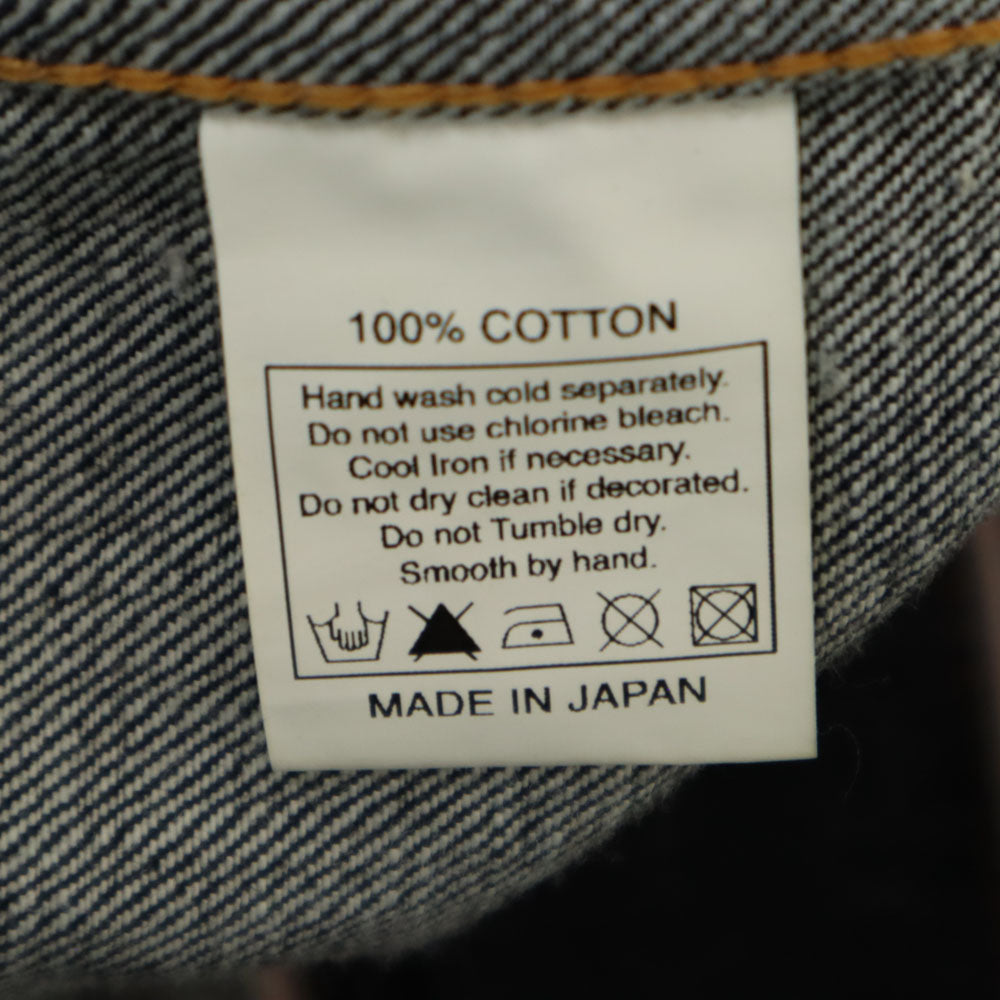 100% COTTON
Hand wash cold separately.
Do not use chlorine bleach.
Cool Iron if necessary.
Do not dry clean if decorated.
Do not Tumble dry.
Smooth by hand.
MADE IN JAPAN